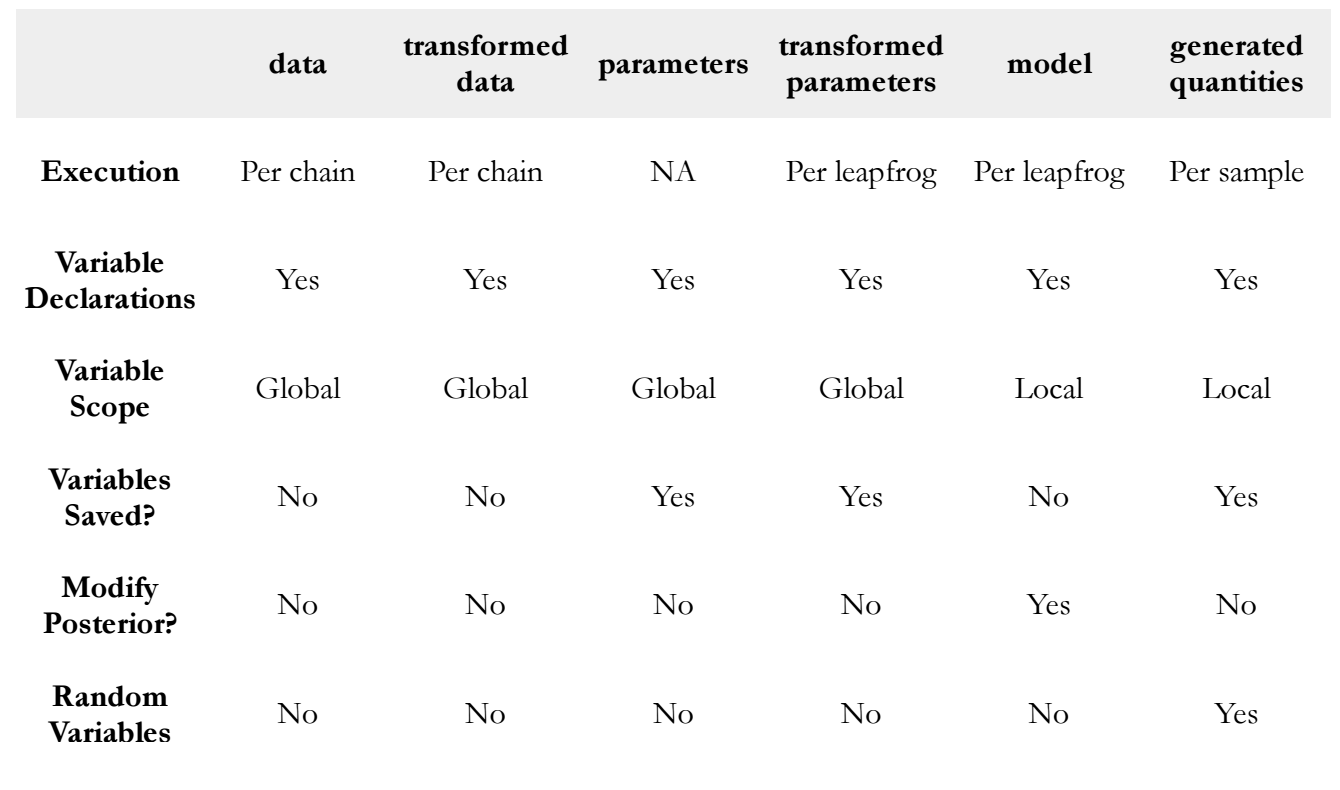 data transformed data parameters transformed parameters model generated quantities
Execution Per chain Per chain NA Per leapfrog Per leapfrog Per sample
Variable Declarations Yes Yes Yes Yes Yes Yes
Variable Scope Global Global Global Global Local Local
Variables Saved? No No Yes Yes No Yes
Modify Posterior? No No No No Yes No
Random Variables No No No No No Yes